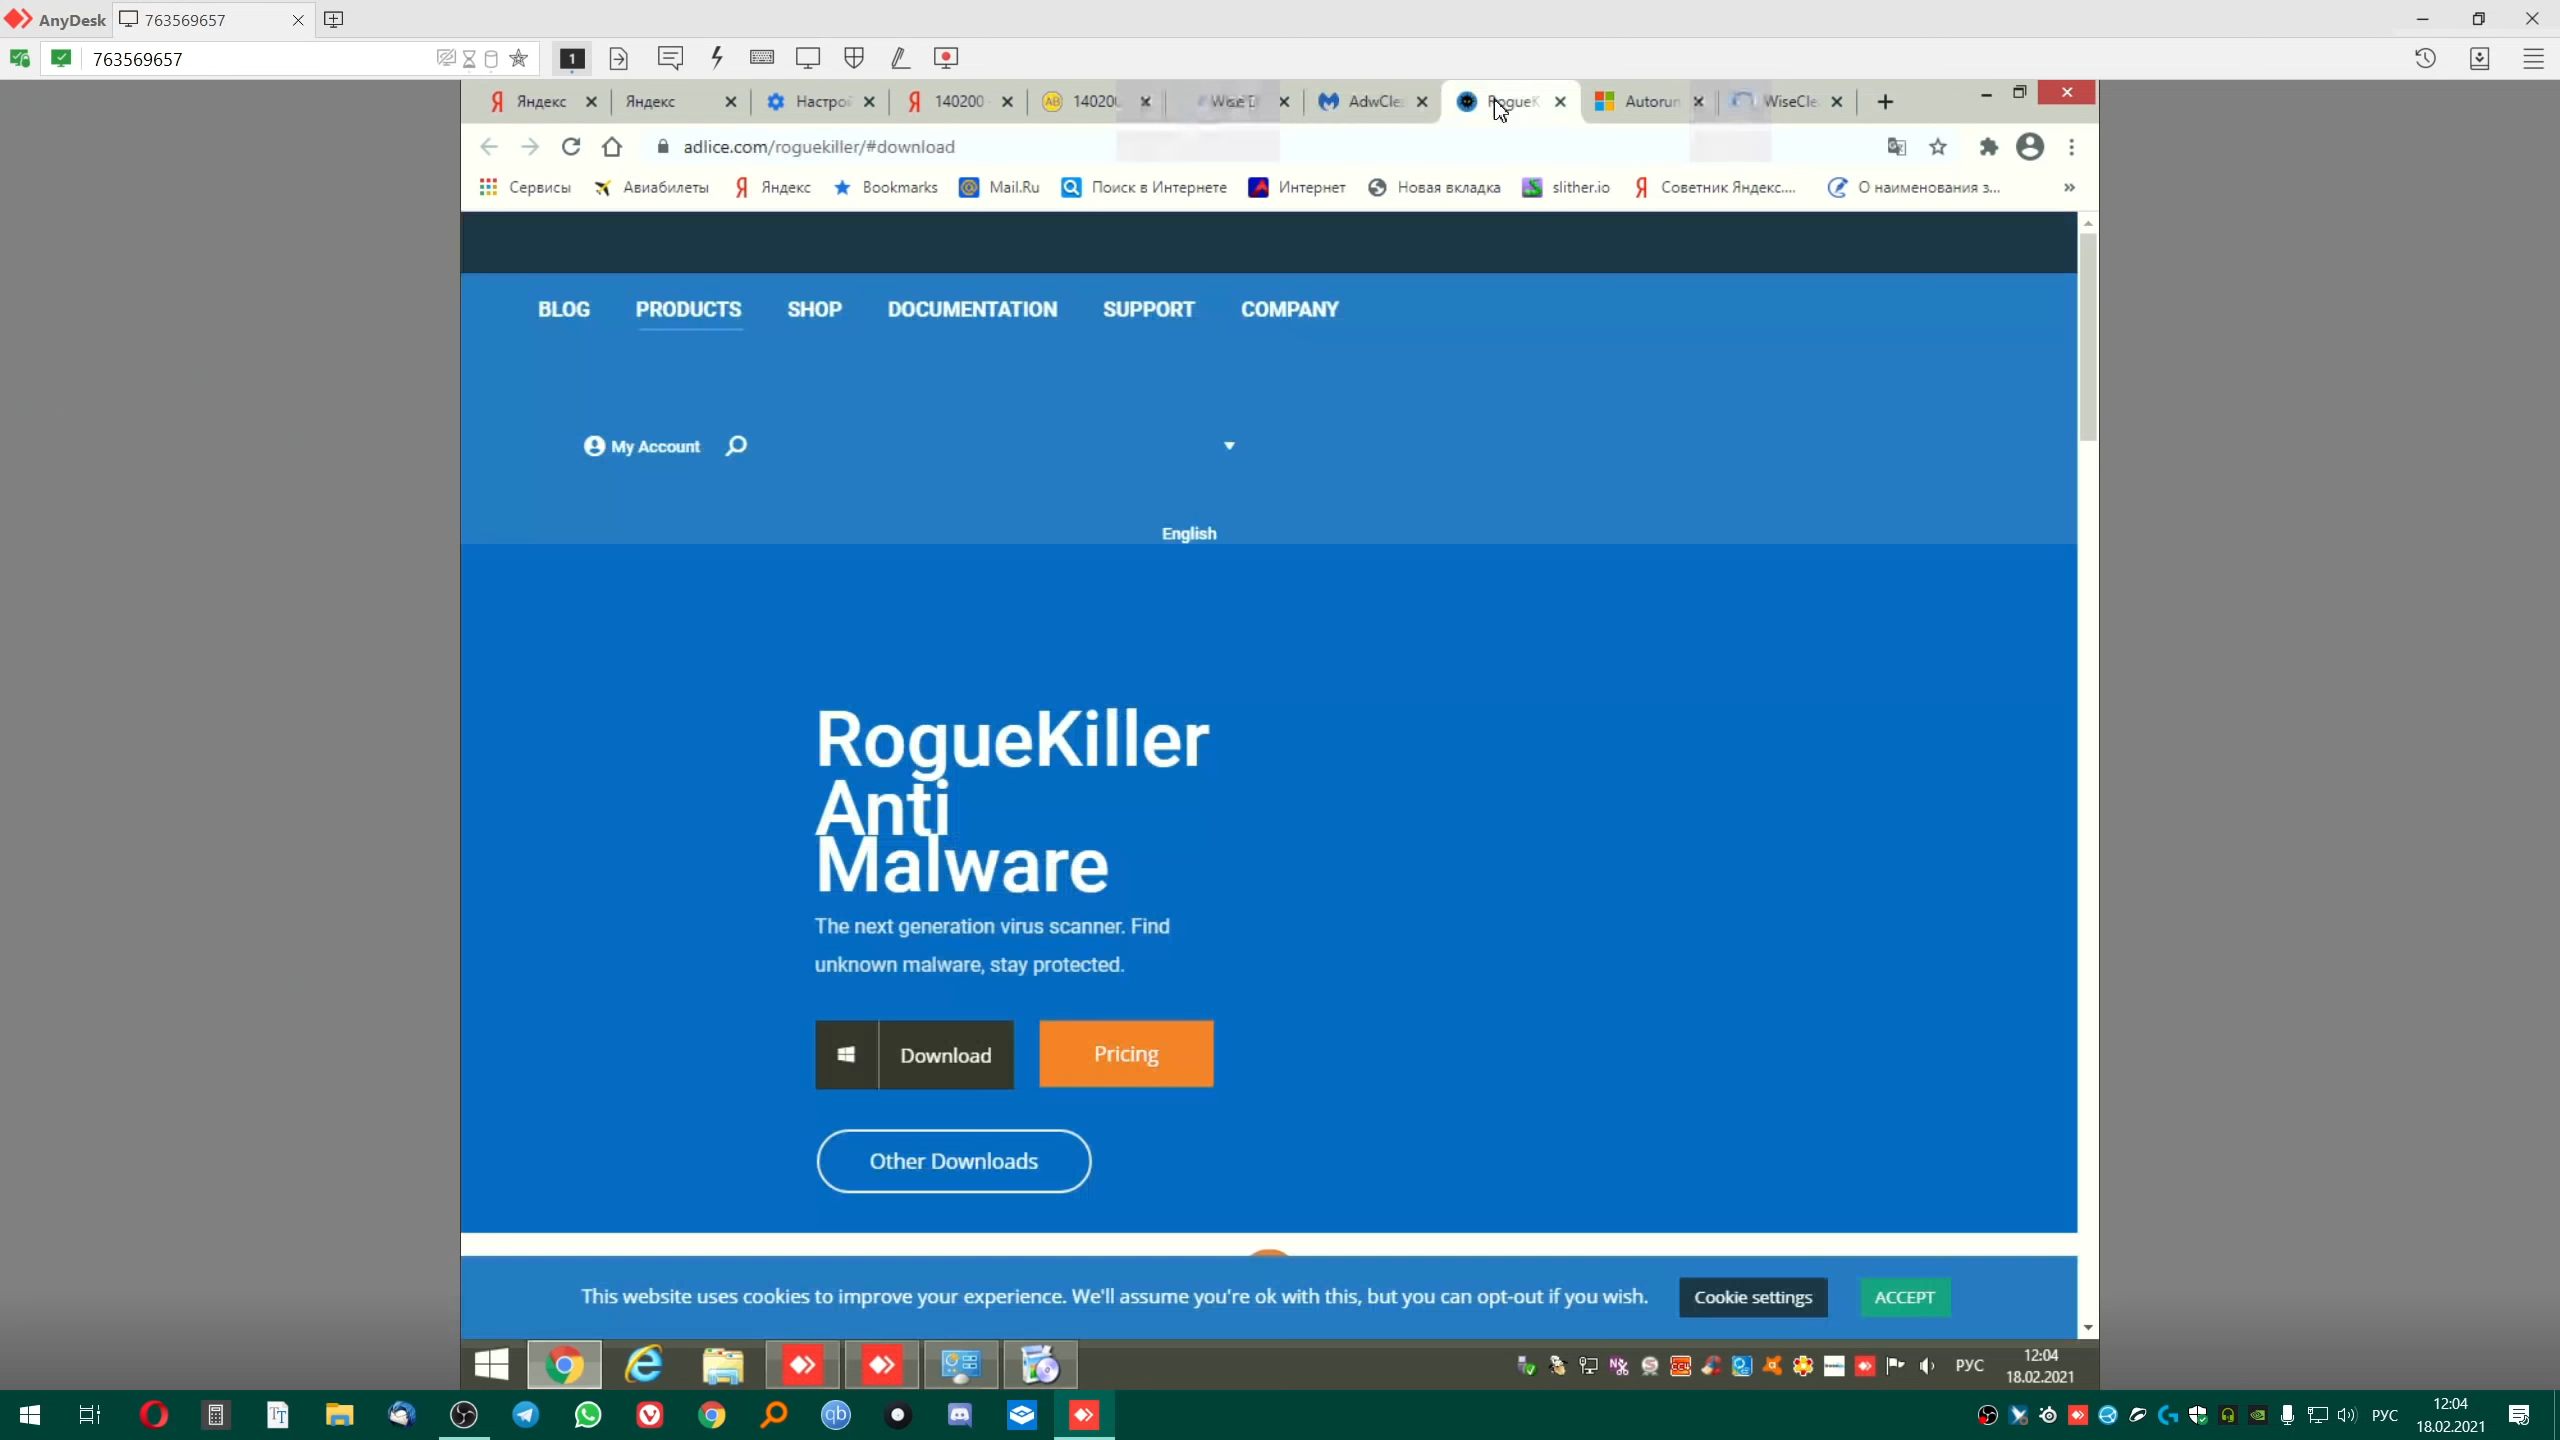 AnyDesk
763569657
763569657
1
Яндекс
Яндекс
Настро
140200
1402
Wise D
AdwCle
RogueK
Autorun
WiseCle
adlice.com/roguekiller/#download
Сервисы
Авиабилеты
Яндекс
Bookmarks
Mail.Ru
Поиск в Интернете
Интернет
Новая вкладка
slither.io
Советник Яндекс....
О наименования з...
»
BLOG
PRODUCTS
SHOP
DOCUMENTATION
SUPPORT
COMPANY
My Account
English
RogueKiller
Anti
Malware
The next generation virus scanner. Find
unknown malware, stay protected.
Download
Pricing
Other Downloads
This website uses cookies to improve your experience. We'll assume you're ok with this, but you can opt-out if you wish.
Cookie settings
ACCEPT
РУС
12:04
18.02.2021
РУС
12:04
18.02.2021